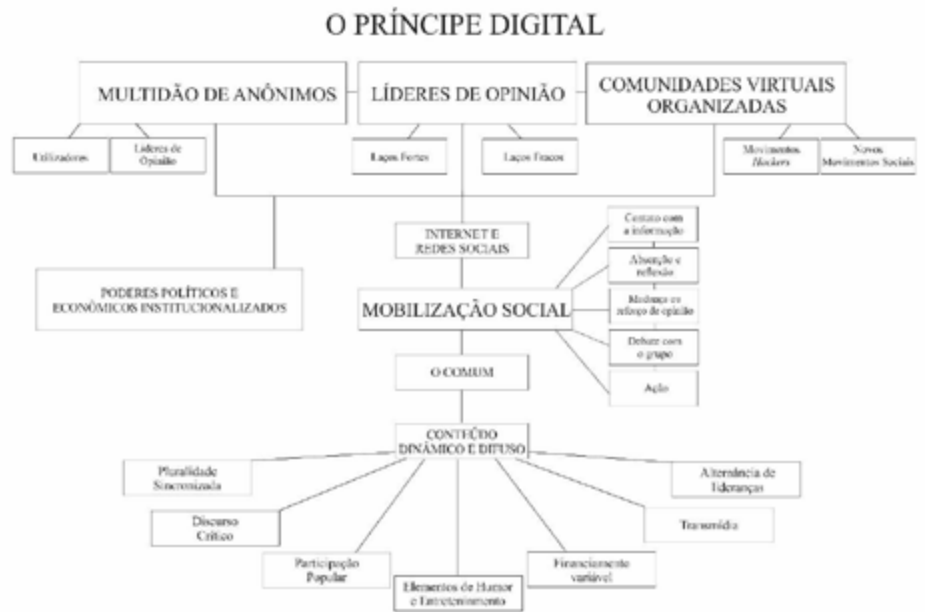 O PRÍNCIPE DIGITAL
MULTIDÃO DE ANÔNIMOS
LÍDERES DE OPINIÃO
COMUNIDADES VIRTUAIS
ORGANIZADAS
Utilizadores
Líderes de
Opinião
Laços Fortes
Laços Fracos
Movimentos
Hackers
Novos
Movimentos Sociais
INTERNET E
REDES SOCIAIS
Contato com
a informação
Absorção e
reflexão
PODERES POLÍTICOS E
ECONÔMICOS INSTITUCIONALIZADOS
MOBILIZAÇÃO SOCIAL
Mudança ou
reforço de opinião
Debate com
o grupo
O COMUM
Ação
CONTEÚDO
DINÂMICO E DIFUSO
Pluralidade
Sincronizada
Alternância de
lideranças
Discurso
Crítico
Transmídia
Participação
Popular
Financiamento
variável
Elementos de Humor
e Entretenimento